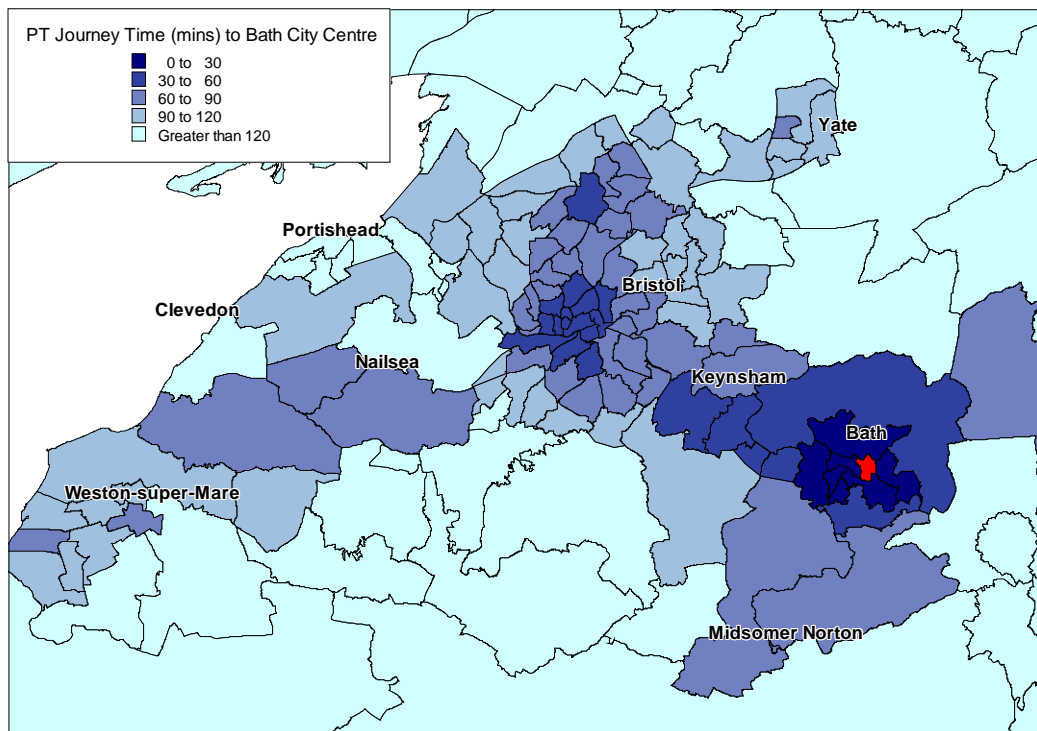 PT Journey Time (mins) to Bath City Centre
0 to 30
30 to 60
60 to 90
90 to 120
Greater than 120
Yate
Portishead
Bristol
Clevedon
Nailsea
Keynsham
Bath
Weston-super-Mare
Midsomer Norton